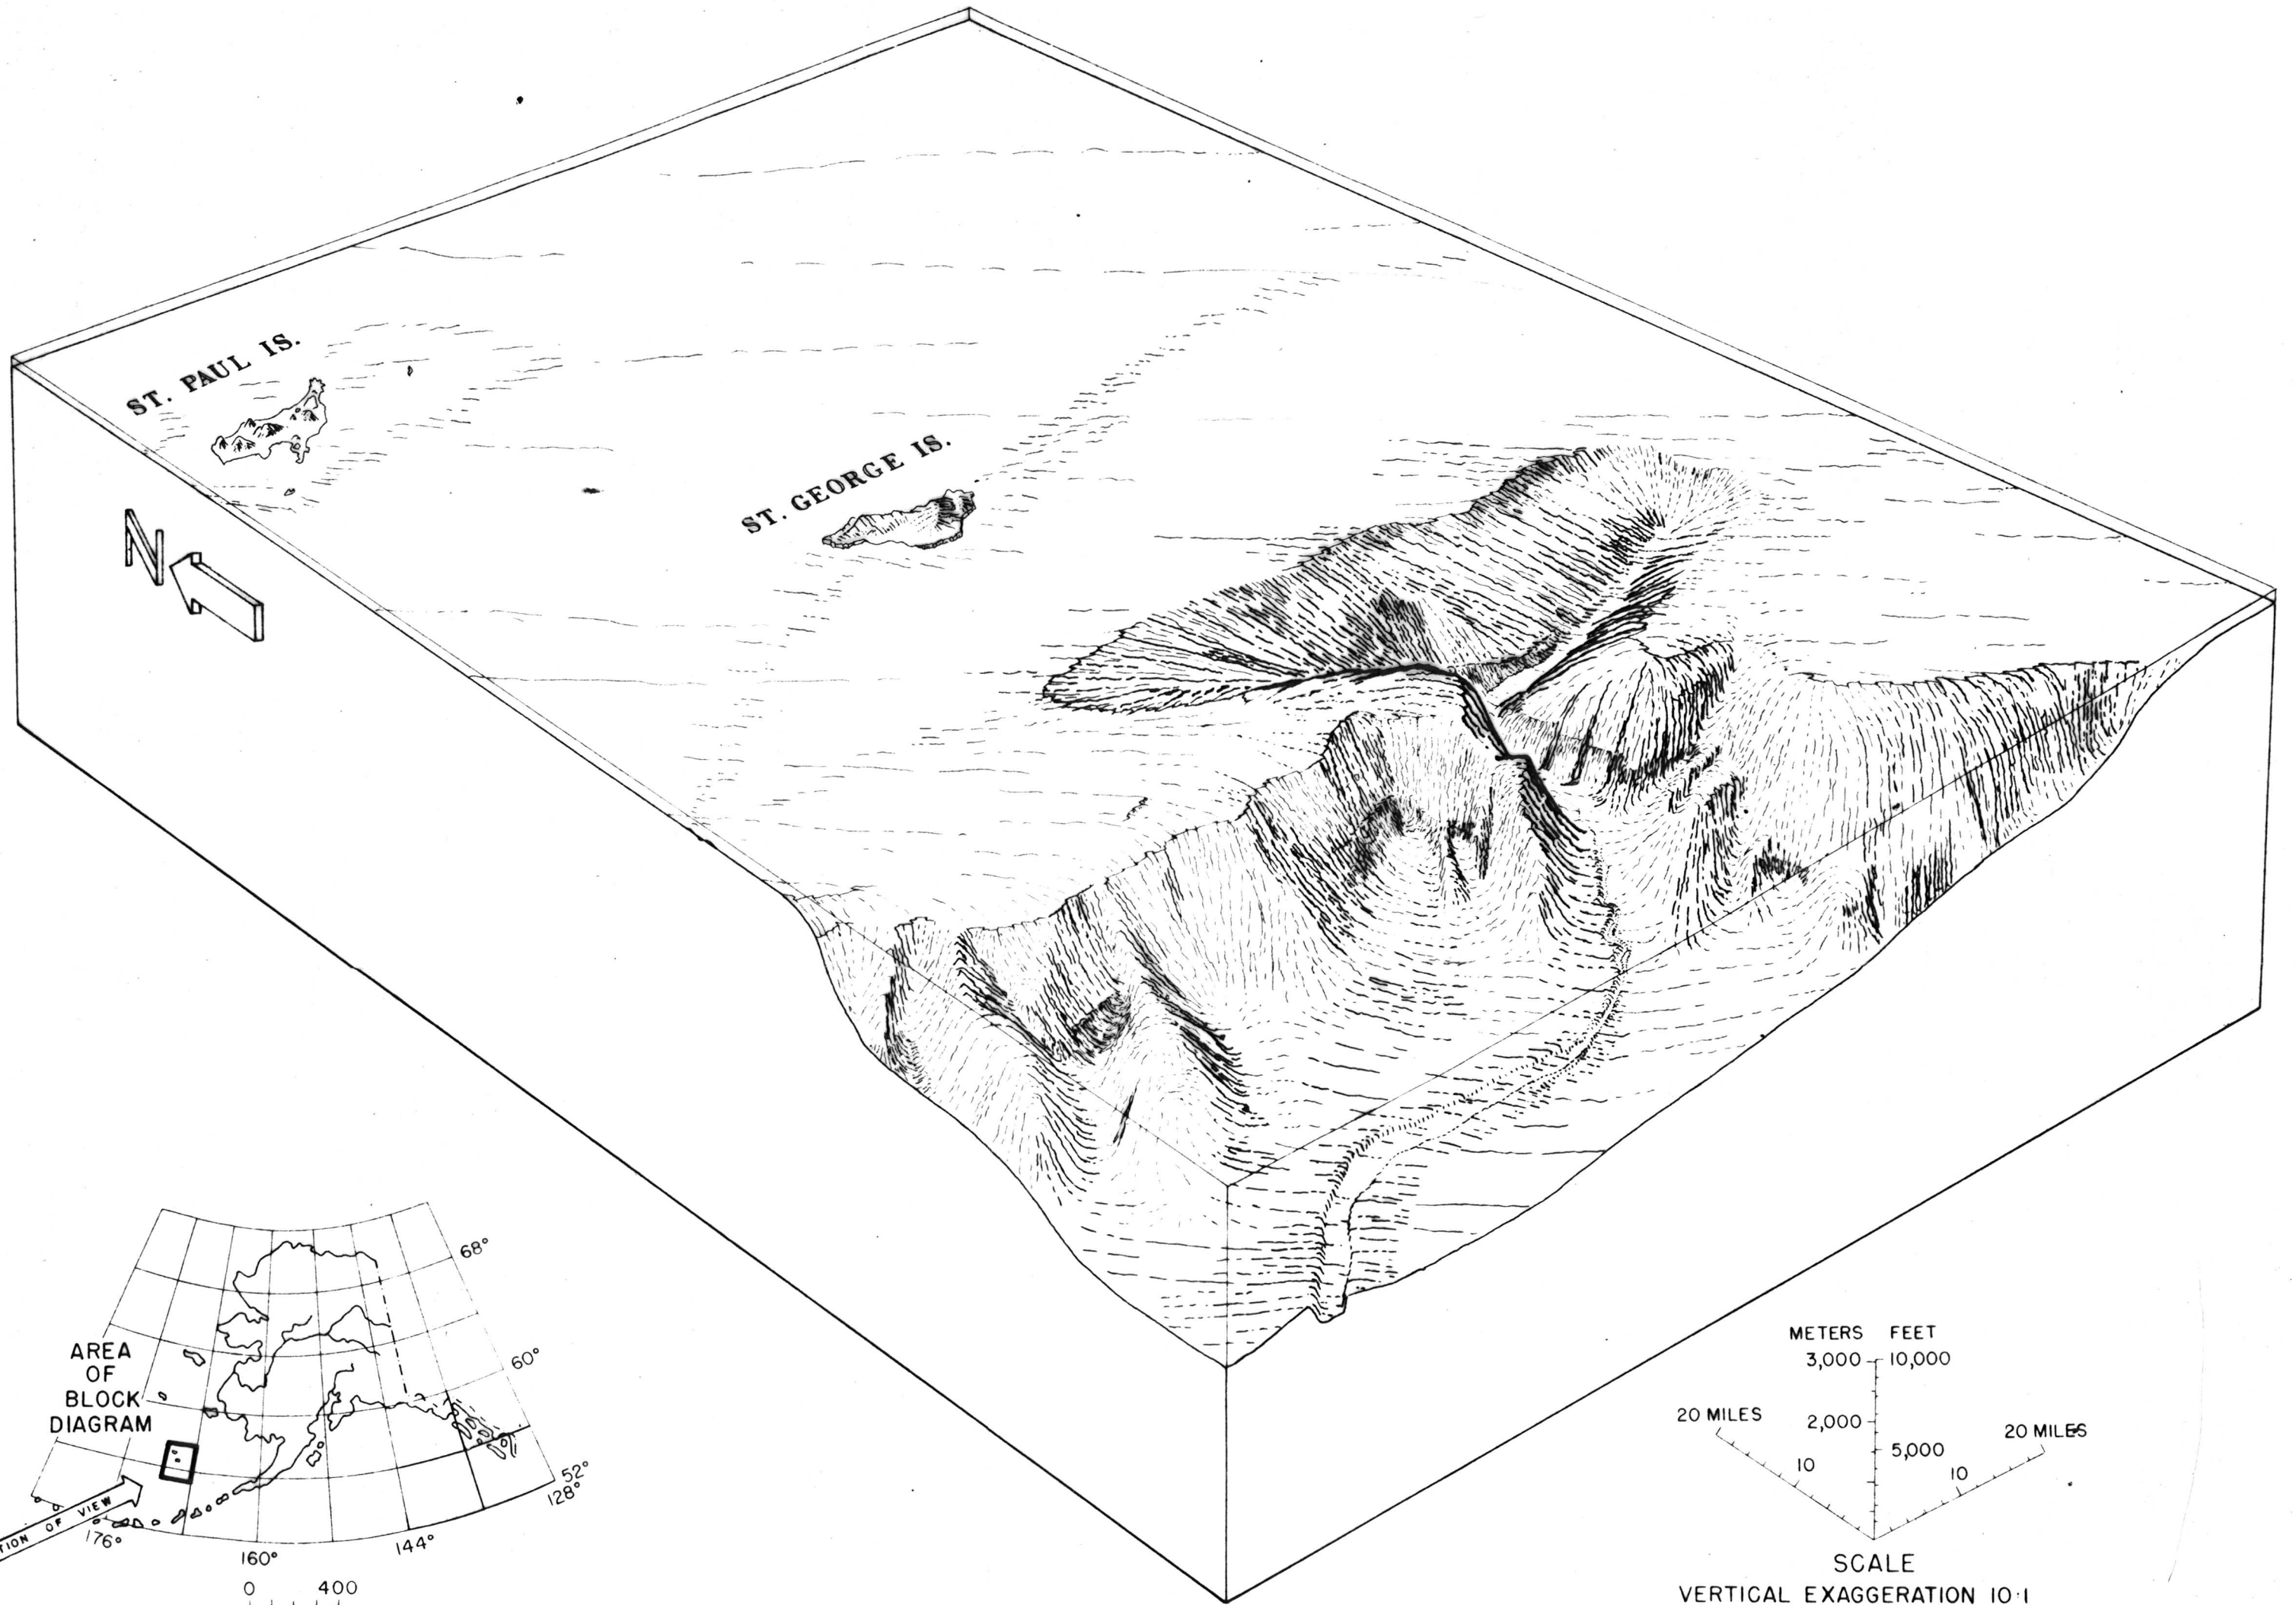 ST. PAUL IS.
ST. GEORGE IS.
N
68°
60°
52°
128°
144°
160°
176°
AREA
OF
BLOCK
DIAGRAM
OF VIEW
0 400
METERS FEET
3,000 10,000
20 MILES 2,000 20 MILES
5,000
10 10
SCALE
VERTICAL EXAGGERATION 10:1